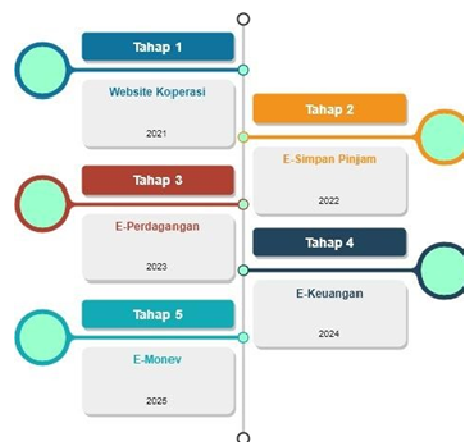 Tahap 1
Website Koperasi
2021
Tahap 2
E-Simpan Pinjam
2022
Tahap 3
E-Perdagangan
2023
Tahap 4
E-Keuangan
2024
Tahap 5
E-Monev
2025